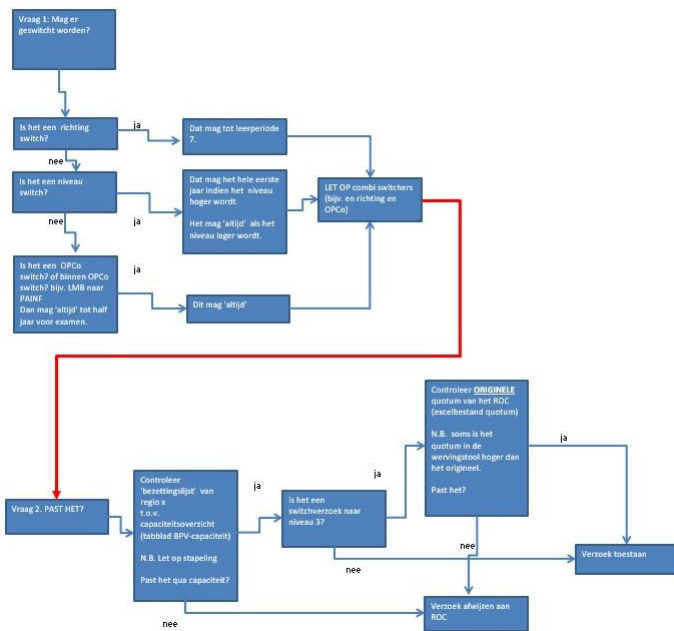 Vraag 1: Mag er
geswitcht worden?
Is het een richting
switch?
ja
Dat mag tot leerperiode
7.
nee
Is het een niveau
switch?
ja
Dat mag het hele eerste
jaar indien het niveau
hoger wordt.
Het mag 'altijd' als het
niveau lager wordt.
LET OP combi switchers
(bijv. en richting en
OPCo)
nee
Is het een OPCo
switch? of binnen OPCo
switch? bijv. LMB naar
PAINF
Dan mag 'altijd' tot half
jaar voor examen.
ja
Dit mag 'altijd'
Vraag 2. PAST HET?
Controleer
'bezettingslijst' van
regio x
t.o.v.
capaciteitsoverzicht
(tabblad BPV-capaciteit)
N.B. Let op stapeling
Past het qua capaciteit?
ja
is het een
switchverzoek naar
niveau 3?
ja
Controleer ORIGINELE
quotum van het ROC
(excelbestand quotum)
N.B. soms is het
quotum in de
wervingstool hoger dan
het origineel.
Past het?
ja
nee
nee
Verzoek toestaan
nee
Verzoek afwijzen aan
ROC